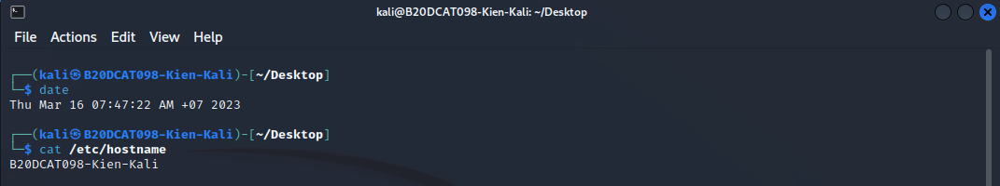 kali@B20DCAT098-Kien-Kali: ~/Desktop
File Actions Edit View Help
┌──(kali㉿B20DCAT098-Kien-Kali)-[~/Desktop]
└─$ date
Thu Mar 16 07:47:22 AM +07 2023
┌──(kali㉿B20DCAT098-Kien-Kali)-[~/Desktop]
└─$ cat /etc/hostname
B20DCAT098-Kien-Kali